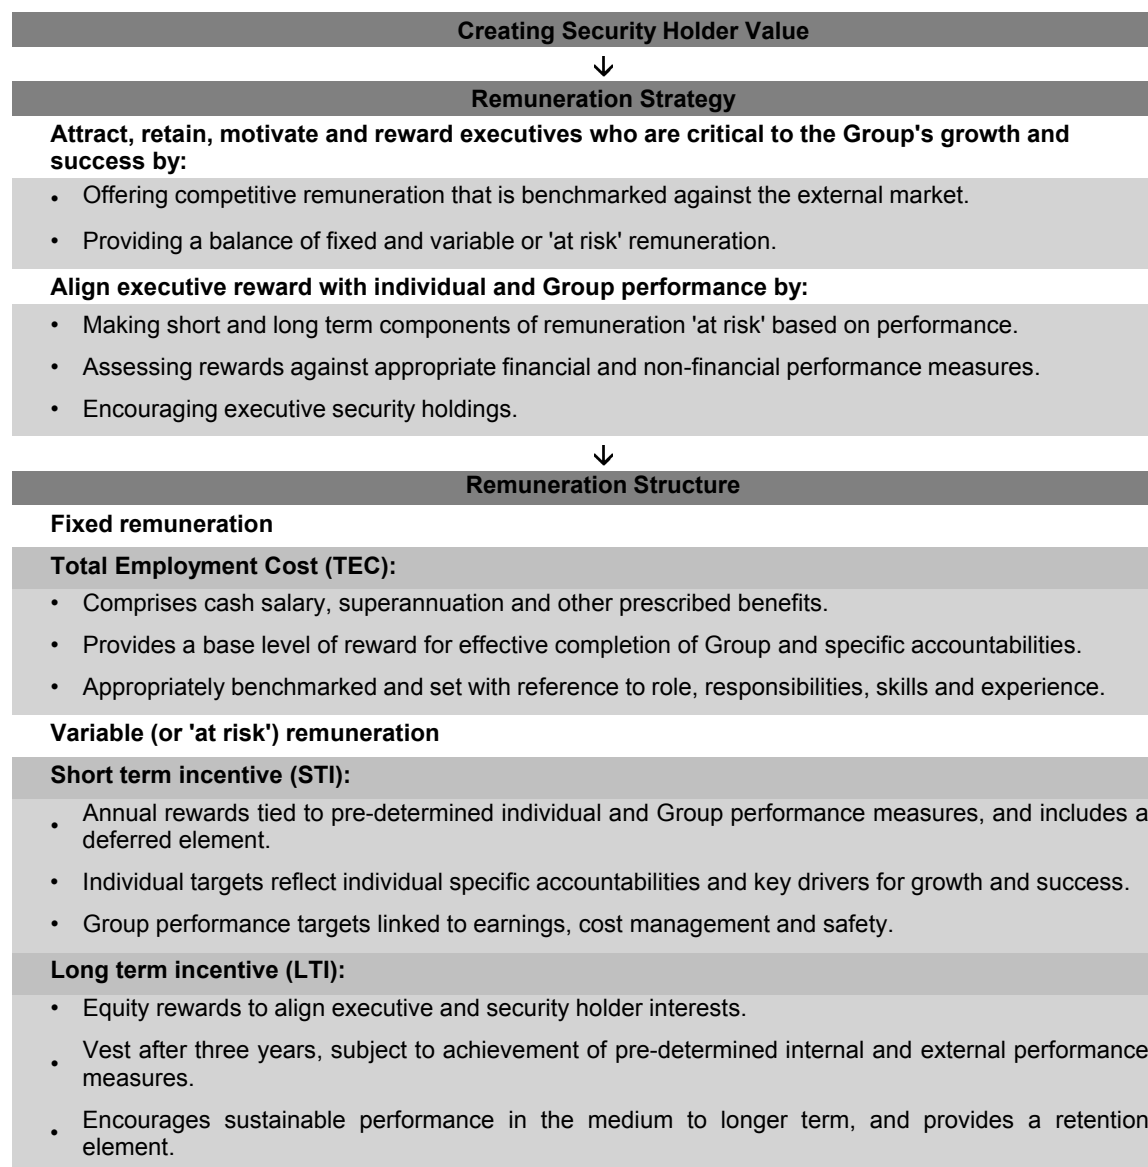 Creating Security Holder Value
↓
Remuneration Strategy
Attract, retain, motivate and reward executives who are critical to the Group's growth and
success by:
• Offering competitive remuneration that is benchmarked against the external market.
• Providing a balance of fixed and variable or 'at risk' remuneration.
Align executive reward with individual and Group performance by:
• Making short and long term components of remuneration 'at risk' based on performance.
• Assessing rewards against appropriate financial and non-financial performance measures.
• Encouraging executive security holdings.
↓
Remuneration Structure
Fixed remuneration
Total Employment Cost (TEC):
• Comprises cash salary, superannuation and other prescribed benefits.
• Provides a base level of reward for effective completion of Group and specific accountabilities.
• Appropriately benchmarked and set with reference to role, responsibilities, skills and experience.
Variable (or 'at risk') remuneration
Short term incentive (STI):
• Annual rewards tied to pre-determined individual and Group performance measures, and includes a
deferred element.
• Individual targets reflect individual specific accountabilities and key drivers for growth and success.
• Group performance targets linked to earnings, cost management and safety.
Long term incentive (LTI):
• Equity rewards to align executive and security holder interests.
• Vest after three years, subject to achievement of pre-determined internal and external performance
measures.
• Encourages sustainable performance in the medium to longer term, and provides a retention
element.